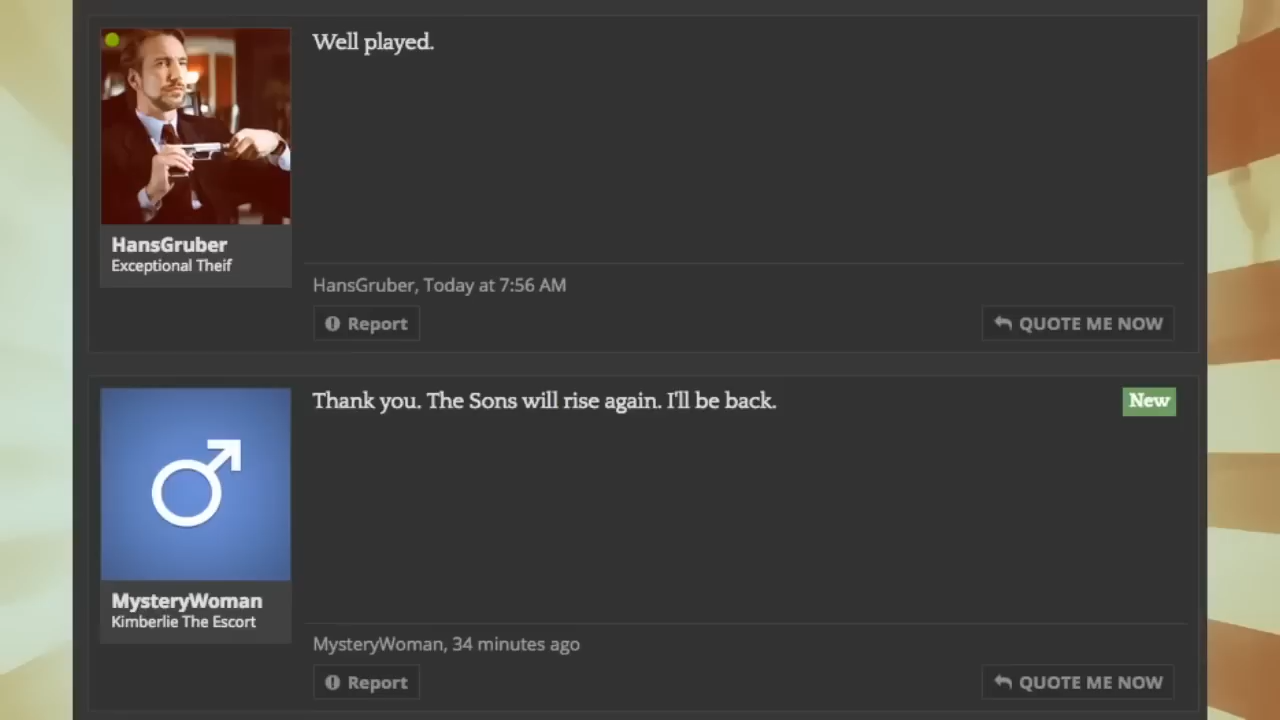 Well played.
HansGruber
Exceptional Theif
HansGruber, Today at 7:56 AM
Report
QUOTE ME NOW
Thank you. The Sons will rise again. I'll be back.
New
MysteryWoman
Kimberlie The Escort
MysteryWoman, 34 minutes ago
Report
QUOTE ME NOW